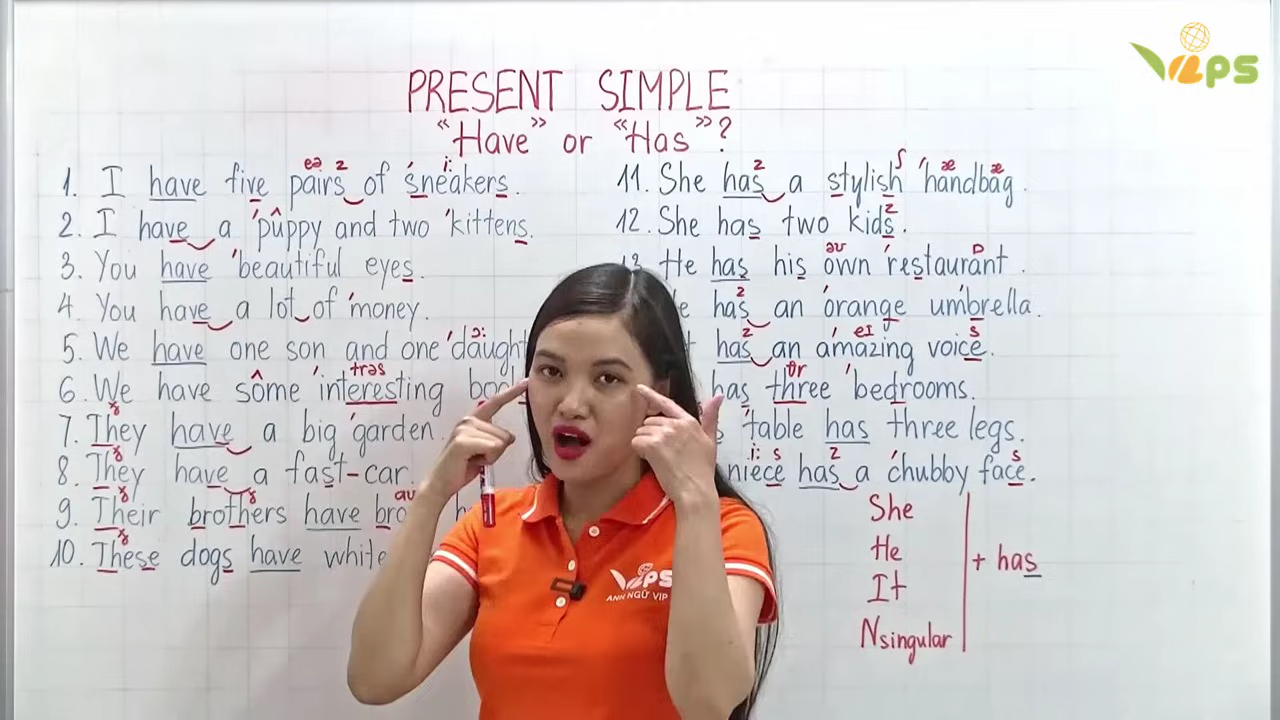 PRESENT SIMPLE
"Have" or "Has"?
1. I have five pairs of sneakers.
2. I have a puppy and two kittens.
3. You have beautiful eyes.
4. You have a lot of money.
5. We have one son and one
6. We have some interesting
7. They have a big garden.
8. They have a fast-car.
9. Their brothers have
10. These dogs have white
11. She has a stylish handbag.
12. She has two kids.
13. He has his own restaurant.
has an orange umbrella.
has an amazing voice.
has three bedrooms.
table has three legs.
niece has a chubby face.
She
He
It
Nsingular
+ has
VIPS
VIPS
ANH NGỮ VIP